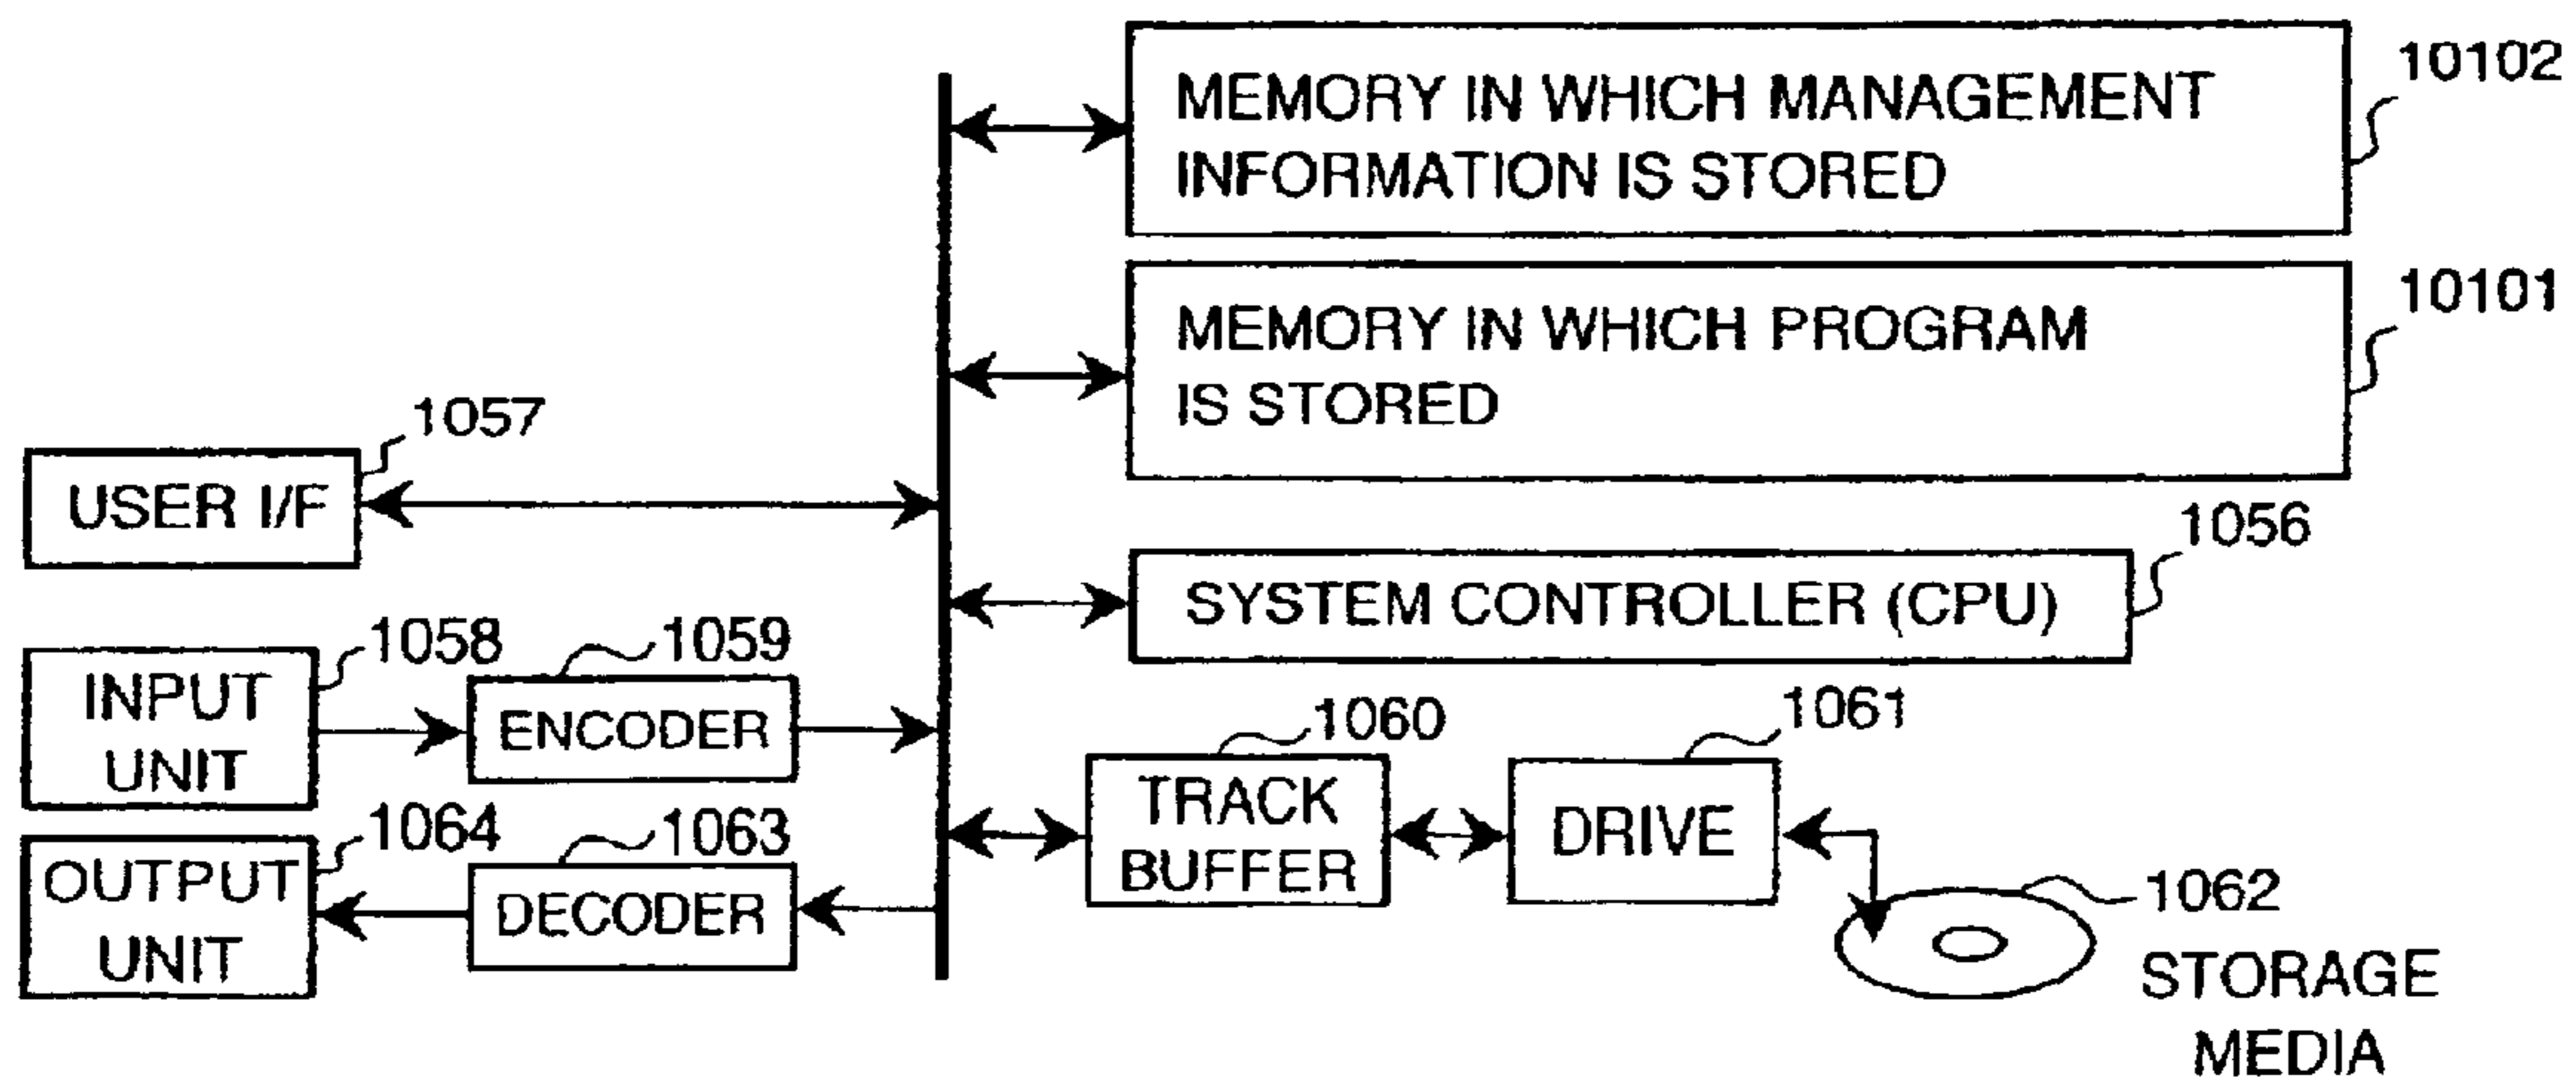 10102
MEMORY IN WHICH MANAGEMENT
INFORMATION IS STORED
10101
MEMORY IN WHICH PROGRAM
IS STORED
1057
USER I/F
1056
SYSTEM CONTROLLER (CPU)
1058
INPUT
UNIT
1059
ENCODER
1060
TRACK
BUFFER
1061
DRIVE
1064
OUTPUT
UNIT
1063
DECODER
1062
STORAGE
MEDIA